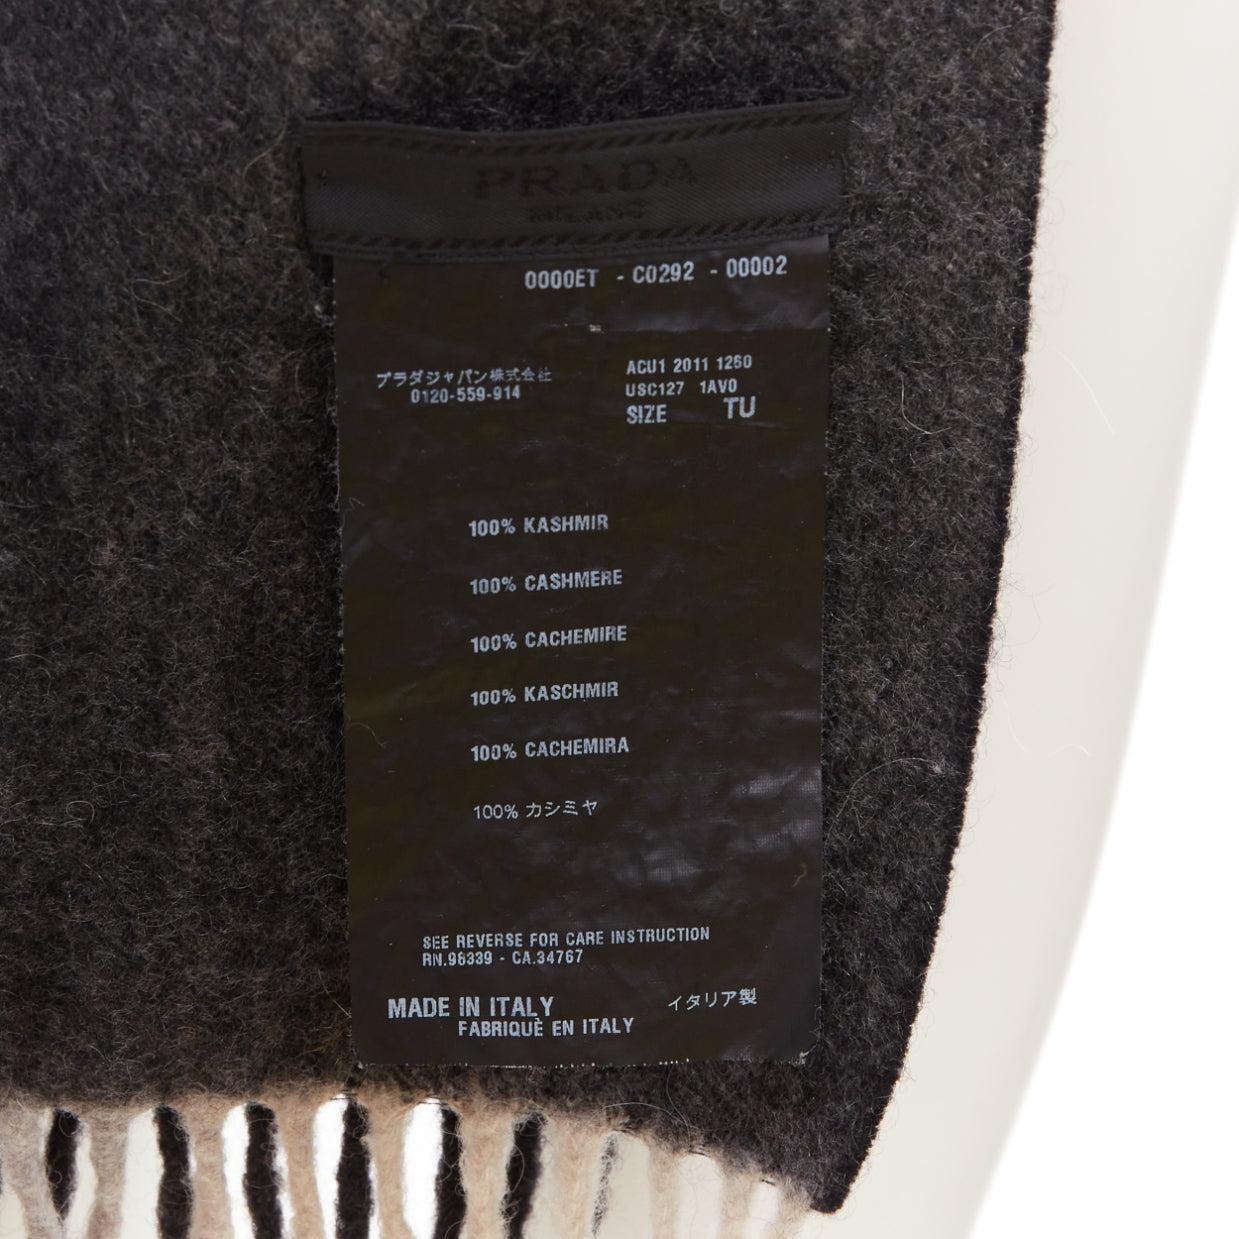 PRADA
MILANO
0000ET - C0292 - 00002
プラダジャパン株式会社
0120-559-914
ACU1 2011 1260
USC127 1AV0
SIZE TU
100% KASHMIR
100% CASHMERE
100% CACHEMIRE
100% KASCHMIR
100% CACHEMIRA
100% カシミヤ
SEE REVERSE FOR CARE INSTRUCTION
RN.98339 - CA.34767
MADE IN ITALY
イタリア製
FABRIQUÈ EN ITALY